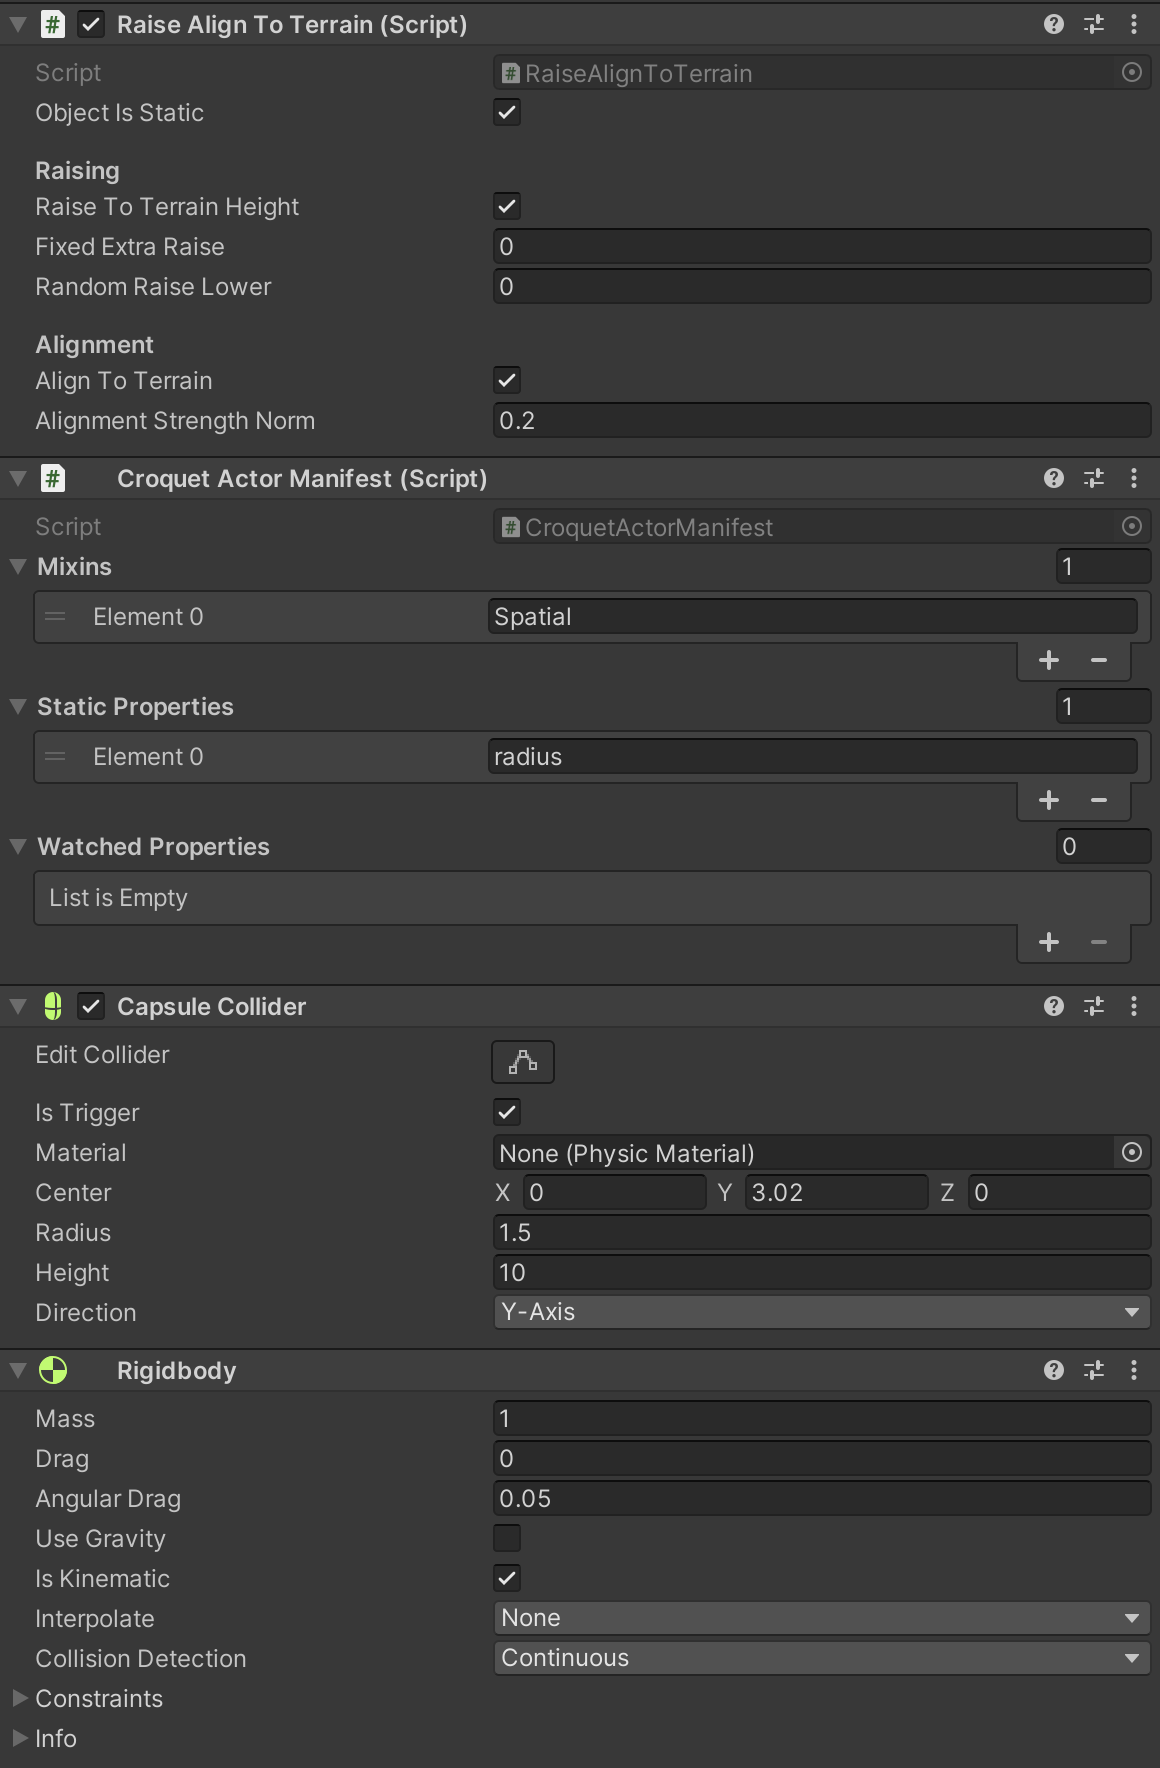 Raise Align To Terrain (Script)
Script # RaiseAlignToTerrain
Object Is Static
Raising
Raise To Terrain Height
Fixed Extra Raise 0
Random Raise Lower 0
Alignment
Align To Terrain
Alignment Strength Norm 0.2
# Croquet Actor Manifest (Script)
Script # CroquetActorManifest
Mixins 1
Element 0 Spatial
+ −
Static Properties 1
Element 0 radius
+ −
Watched Properties 0
List is Empty
+ −
Capsule Collider
Edit Collider
Is Trigger
Material None (Physic Material)
Center X 0 Y 3.02 Z 0
Radius 1.5
Height 10
Direction Y-Axis
Rigidbody
Mass 1
Drag 0
Angular Drag 0.05
Use Gravity
Is Kinematic
Interpolate None
Collision Detection Continuous
Constraints
Info